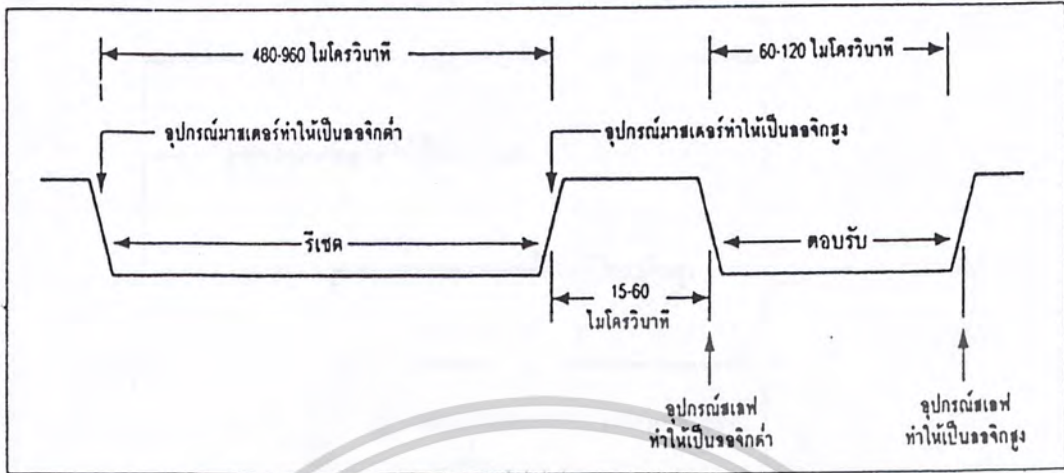 480-960 ไมโครวินาที
60-120 ไมโครวินาที
อุปกรณ์มาสเตอร์ทำให้เป็นลอจิกต่ำ
อุปกรณ์มาสเตอร์ทำให้เป็นลอจิกสูง
รีเซต
ตอบรับ
15-60
ไมโครวินาที
อุปกรณ์สเลฟ
ทำให้เป็นลอจิกต่ำ
อุปกรณ์สเลฟ
ทำให้เป็นลอจิกสูง